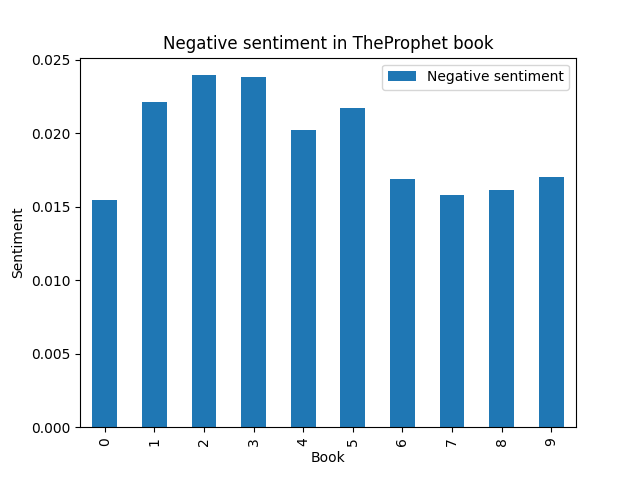 Negative sentiment in TheProphet book
Negative sentiment
0.025
0.020
0.015
0.010
0.005
0.000
Sentiment
0 1 2 3 4 5 6 7 8 9
Book